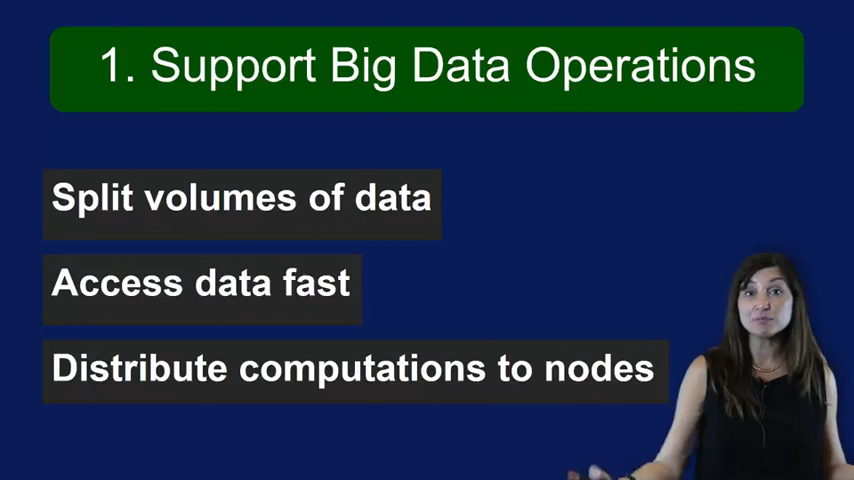 1. Support Big Data Operations
Split volumes of data
Access data fast
Distribute computations to nodes